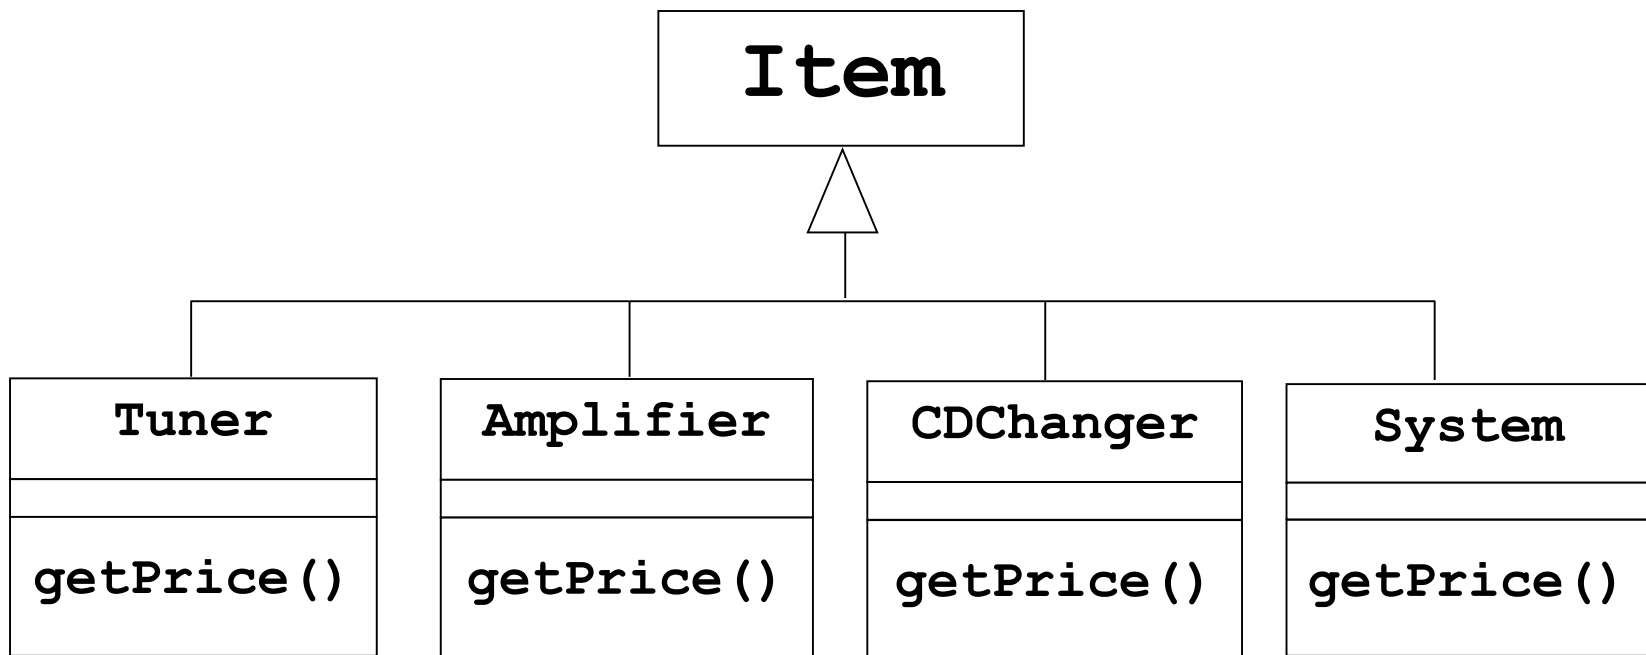 Item
Tuner
Amplifier
CDChanger
System
getPrice()
getPrice()
getPrice()
getPrice()